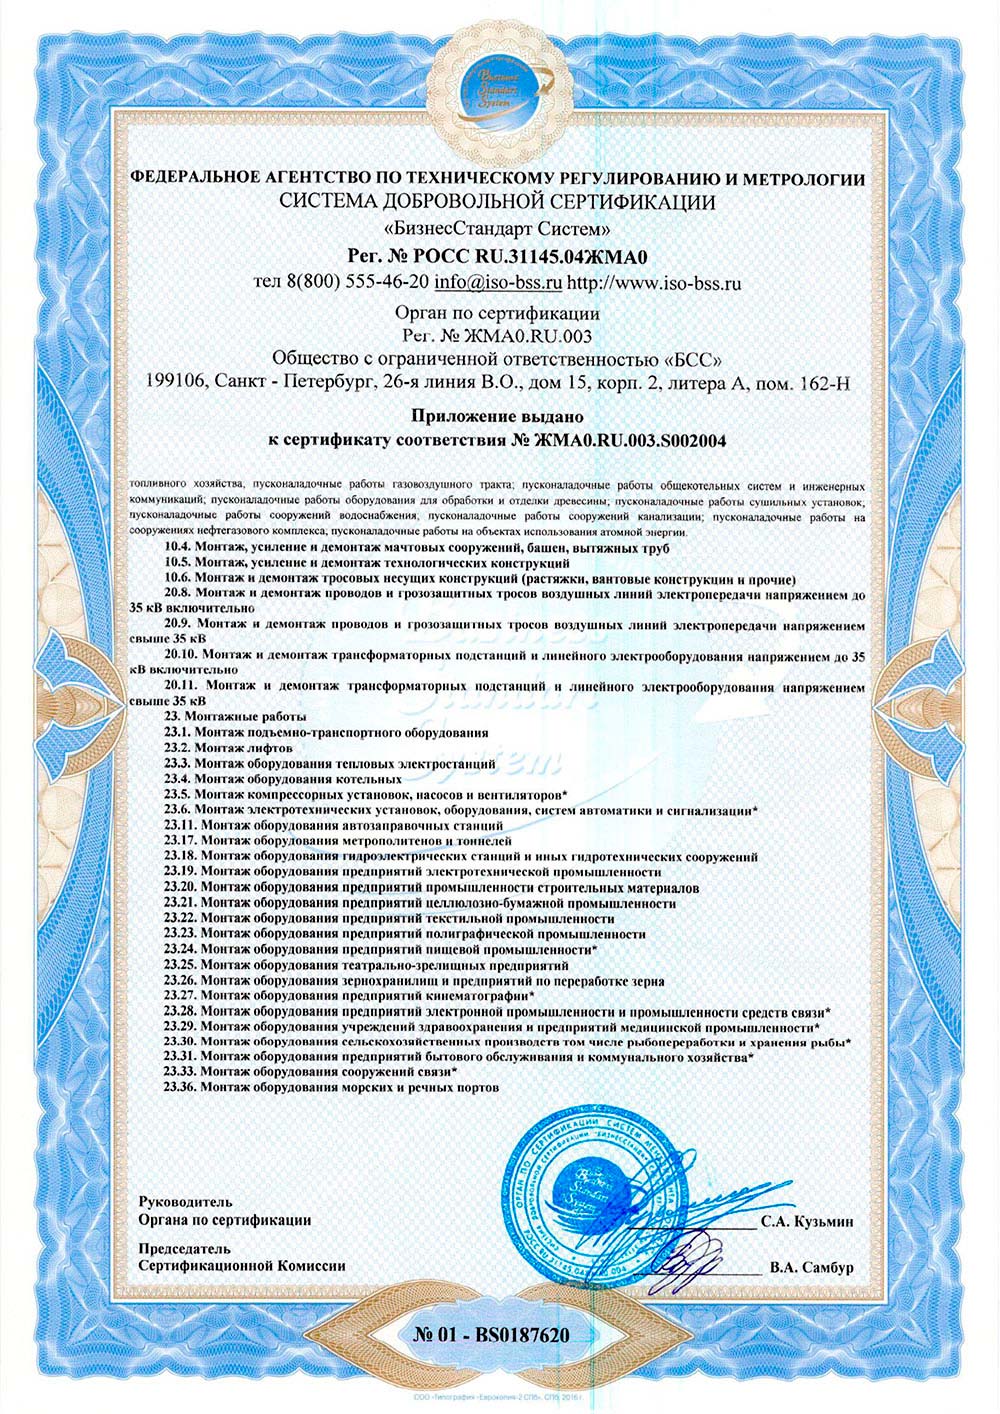 Business
Standart
System
ФЕДЕРАЛЬНОЕ АГЕНТСТВО ПО ТЕХНИЧЕСКОМУ РЕГУЛИРОВАНИЮ И МЕТРОЛОГИИ
СИСТЕМА ДОБРОВОЛЬНОЙ СЕРТИФИКАЦИИ
«БизнесСтандарт Систем»
Рег. № РОСС RU.31145.04ЖМА0
тел 8(800) 555-46-20 info@iso-bss.ru http://www.iso-bss.ru
Орган по сертификации
Рег. № ЖМА0.RU.003
Общество с ограниченной ответственностью «БСС»
199106, Санкт - Петербург, 26-я линия В.О., дом 15, корп. 2, литера А, пом. 162-Н
Приложение выдано
к сертификату соответствия № ЖМА0.RU.003.S002004
топливного хозяйства, пусконаладочные работы газовоздушного тракта; пусконаладочные работы общекотельных систем и инженерных
коммуникаций; пусконаладочные работы оборудования для обработки и отделки древесины; пусконаладочные работы сушильных установок;
пусконаладочные работы сооружений водоснабжения; пусконаладочные работы сооружений канализации; пусконаладочные работы на
сооружениях нефтегазового комплекса; пусконаладочные работы на объектах использования атомной энергии.
10.4. Монтаж, усиление и демонтаж мачтовых сооружений, башен, вытяжных труб
10.5. Монтаж, усиление и демонтаж технологических конструкций
10.6. Монтаж и демонтаж тросовых несущих конструкций (растяжки, вантовые конструкции и прочие)
20.8. Монтаж и демонтаж проводов и грозозащитных тросов воздушных линий электропередачи напряжением до
35 кВ включительно
20.9. Монтаж и демонтаж проводов и грозозащитных тросов воздушных линий электропередачи напряжением
свыше 35 кВ
20.10. Монтаж и демонтаж трансформаторных подстанций и линейного электрооборудования напряжением до 35
кВ включительно
20.11. Монтаж и демонтаж трансформаторных подстанций и линейного электрооборудования напряжением
свыше 35 кВ
23. Монтажные работы
23.1. Монтаж подъемно-транспортного оборудования
23.2. Монтаж лифтов
23.3. Монтаж оборудования тепловых электростанций
23.4. Монтаж оборудования котельных
23.5. Монтаж компрессорных установок, насосов и вентиляторов*
23.6. Монтаж электротехнических установок, оборудования, систем автоматики и сигнализации*
23.11. Монтаж оборудования автозаправочных станций
23.17. Монтаж оборудования метрополитенов и тоннелей
23.18. Монтаж оборудования гидроэлектрических станций и иных гидротехнических сооружений
23.19. Монтаж оборудования предприятий электротехнической промышленности
23.20. Монтаж оборудования предприятий промышленности строительных материалов
23.21. Монтаж оборудования предприятий целлюлозно-бумажной промышленности
23.22. Монтаж оборудования предприятий текстильной промышленности
23.23. Монтаж оборудования предприятий полиграфической промышленности
23.24. Монтаж оборудования предприятий пищевой промышленности*
23.25. Монтаж оборудования театрально-зрелищных предприятий
23.26. Монтаж оборудования зернохранилищ и предприятий по переработке зерна
23.27. Монтаж оборудования предприятий кинематографии*
23.28. Монтаж оборудования предприятий электронной промышленности и промышленности средств связи*
23.29. Монтаж оборудования учреждений здравоохранения и предприятий медицинской промышленности*
23.30. Монтаж оборудования сельскохозяйственных производств том числе рыбопереработки и хранения рыбы*
23.31. Монтаж оборудования предприятий бытового обслуживания и коммунального хозяйства*
23.33. Монтаж оборудования сооружений связи*
23.36. Монтаж оборудования морских и речных портов
Руководитель
Органа по сертификации
С.А. Кузьмин
Председатель
Сертификационной Комиссии
В.А. Самбур
№ 01 - BS0187620
ООО «Типография «Еврокопия-2 СПб», СПб, 2016 г.